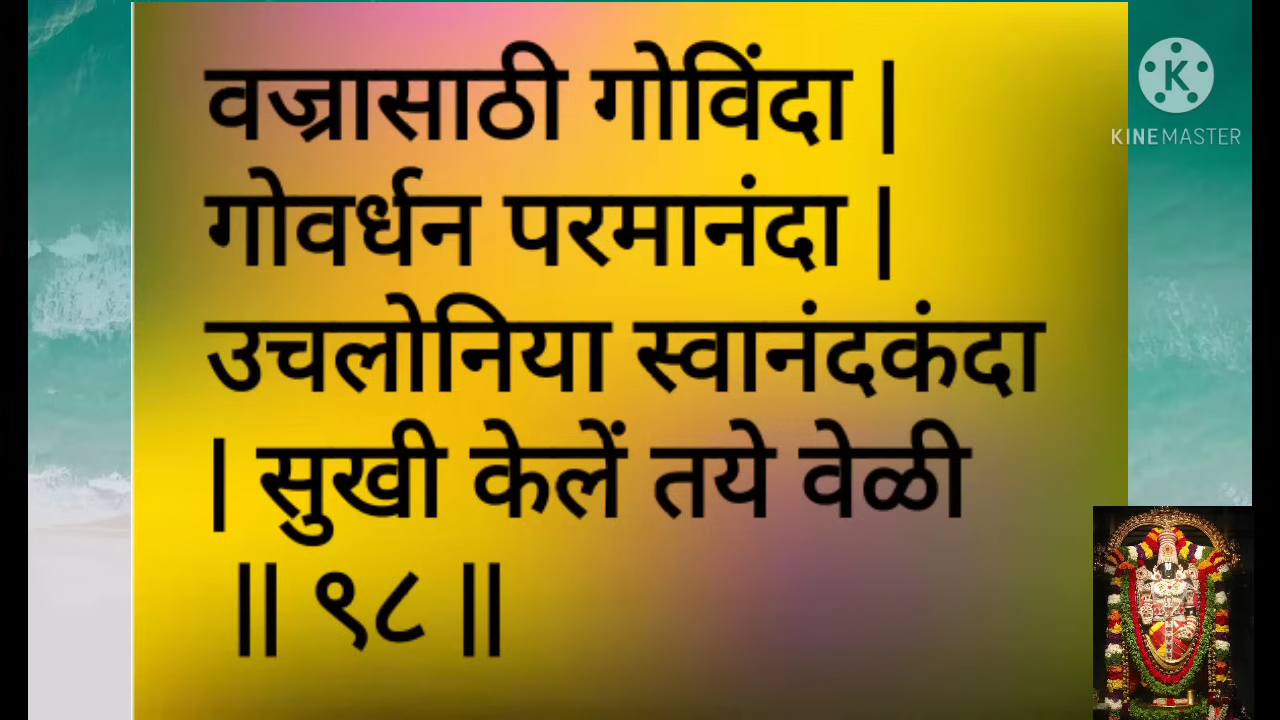 वज्रासाठी गोविंदा |
गोवर्धन परमानंदा |
उचलोनिया स्वानंदकंदा
| सुखी केलें तये वेळी
|| ९८ ||
KINEMASTER